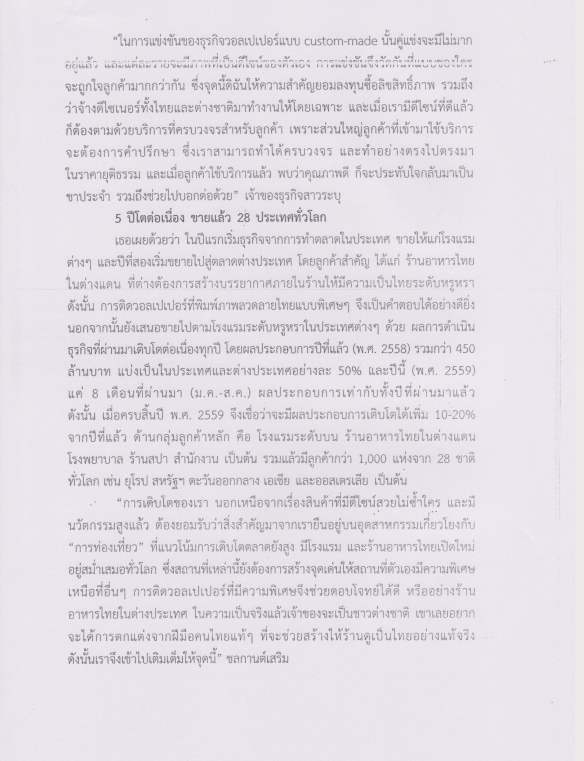 "ในการแข่งขันของธุรกิจวอลเปเปอร์แบบ custom-made นั้นคู่แข่งจะมีไม่มาก
อยู่แล้ว และแต่ละรายจะมีภาพที่เป็นดีไซน์ของตัวเอง การแข่งขันจึงวัดกันที่แบบของใคร
จะถูกใจลูกค้ามากกว่ากัน ซึ่งจุดนี้ดิฉันให้ความสำคัญยอมลงทุนซื้อลิขสิทธิ์ภาพ รวมถึง
ว่าจ้างดีไซเนอร์ทั้งไทยและต่างชาติมาทำงานให้โดยเฉพาะ และเมื่อเรามีดีไซน์ที่ดีแล้ว
ก็ต้องตามด้วยบริการที่ครบวงจรสำหรับลูกค้า เพราะส่วนใหญ่ลูกค้าที่เข้ามาใช้บริการ
จะต้องการคำปรึกษา ซึ่งเราสามารถทำได้ครบวงจร และทำอย่างตรงไปตรงมา
ในราคายุติธรรม และเมื่อลูกค้าใช้บริการแล้ว พบว่าคุณภาพดี ก็จะประทับใจกลับมาเป็น
ขาประจำ รวมถึงช่วยไปบอกต่อด้วย" เจ้าของธุรกิจสาวระบุ
5 ปีโตต่อเนื่อง ขายแล้ว 28 ประเทศทั่วโลก
เธอเผยด้วยว่า ในปีแรกเริ่มธุรกิจจากการทำตลาดในประเทศ ขายให้แก่โรงแรม
ต่างๆ และปีที่สองเริ่มขยายไปสู่ตลาดต่างประเทศ โดยลูกค้าสำคัญ ได้แก่ ร้านอาหารไทย
ในต่างแดน ที่ต่างต้องการสร้างบรรยากาศภายในร้านให้มีความเป็นไทยระดับหรูหรา
ดังนั้น การติดวอลเปเปอร์ที่พิมพ์ภาพลวดลายไทยแบบพิเศษๆ จึงเป็นคำตอบได้อย่างดียิ่ง
นอกจากนั้นยังเสนอขายไปตามโรงแรมระดับหรูหราในประเทศต่างๆ ด้วย ผลการดำเนิน
ธุรกิจที่ผ่านมาเติบโตต่อเนื่องทุกปี โดยผลประกอบการปีที่แล้ว (พ.ศ. 2558) รวมกว่า 450
ล้านบาท แบ่งเป็นในประเทศและต่างประเทศอย่างละ 50% และปีนี้ (พ.ศ. 2559)
แค่ 8 เดือนที่ผ่านมา (ม.ค.-ส.ค.) ผลประกอบการเท่ากับทั้งปีที่ผ่านมาแล้ว
ดังนั้น เมื่อครบสิ้นปี พ.ศ. 2559 จึงเชื่อว่าจะมีผลประกอบการเติบโตได้เพิ่ม 10-20%
จากปีที่แล้ว ด้านกลุ่มลูกค้าหลัก คือ โรงแรมระดับบน ร้านอาหารไทยในต่างแดน
โรงพยาบาล ร้านสปา สำนักงาน เป็นต้น รวมแล้วมีลูกค้ากว่า 1,000 แห่งจาก 28 ชาติ
ทั่วโลก เช่น ยุโรป สหรัฐฯ ตะวันออกกลาง เอเชีย และออสเตรเลีย เป็นต้น
"การเติบโตของเรา นอกเหนือจากเรื่องสินค้าที่มีดีไซน์สวยไม่ซ้ำใคร และมี
นวัตกรรมสูงแล้ว ต้องยอมรับว่าสิ่งสำคัญมาจากเรายืนอยู่บนอุตสาหกรรมเกี่ยวโยงกับ
"การท่องเที่ยว" ที่แนวโน้มการเติบโตตลาดยังสูง มีโรงแรม และร้านอาหารไทยเปิดใหม่
อยู่สม่ำเสมอทั่วโลก ซึ่งสถานที่เหล่านี้ยังต้องการสร้างจุดเด่นให้สถานที่ตัวเองมีความพิเศษ
เหนือที่อื่นๆ การติดวอลเปเปอร์ที่มีความพิเศษจึงช่วยตอบโจทย์ได้ดี หรืออย่างร้าน
อาหารไทยในต่างประเทศ ในความเป็นจริงแล้วเจ้าของจะเป็นชาวต่างชาติ เขาเลยอยาก
จะได้การตกแต่งจากฝีมือคนไทยแท้ๆ ที่จะช่วยสร้างให้ร้านดูเป็นไทยอย่างแท้จริง
ดังนั้นเราจึงเข้าไปเติมเต็มให้จุดนี้" ชลกานต์เสริม